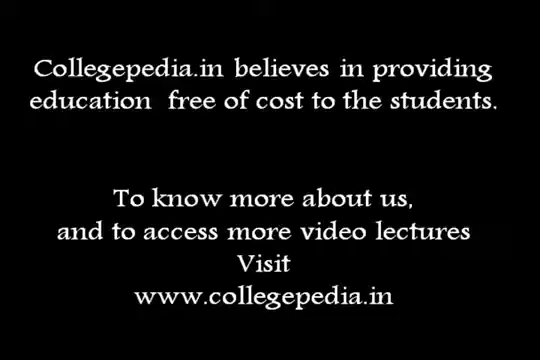 Collegepedia.in believes in providing
education free of cost to the students.
To know more about us,
and to access more video lectures
Visit
www.collegepedia.in